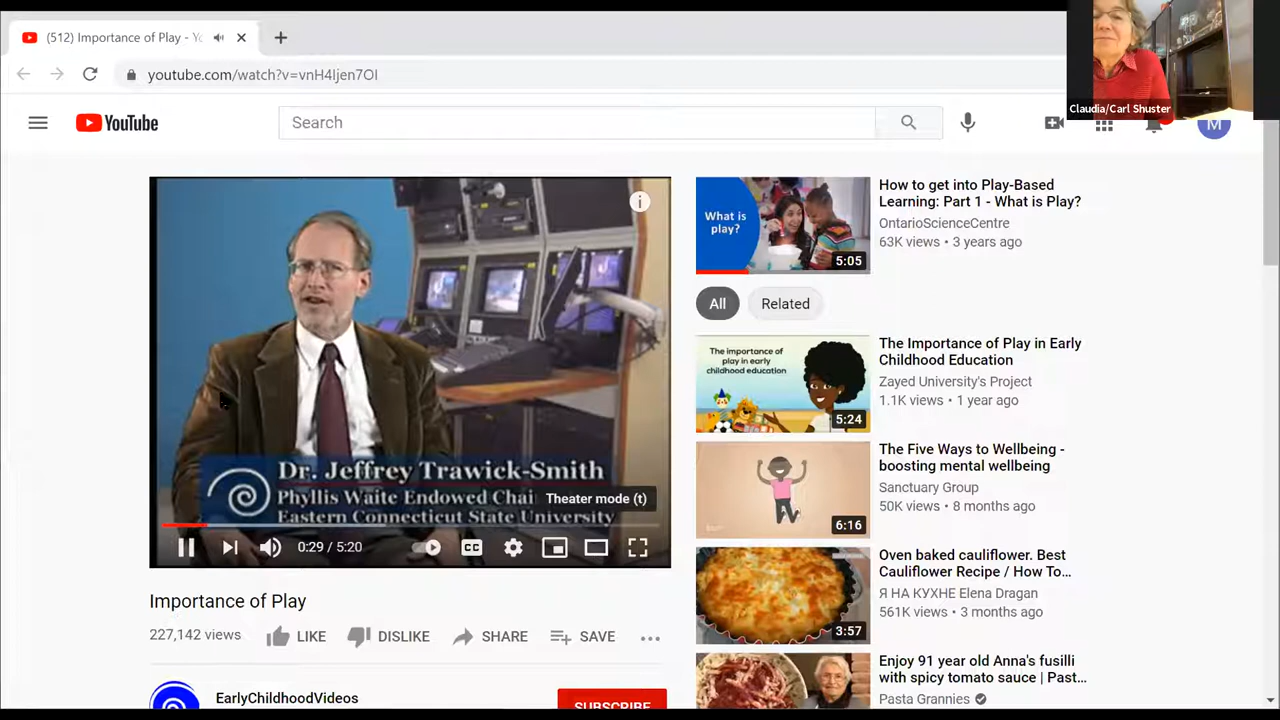 (512) Importance of Play - Yo
youtube.com/watch?v=vnH4Ijen7OI
Claudia/Carl Shuster
YouTube
Search
M
Dr. Jeffrey Trawick-Smith
Phyllis Waite Endowed Chai
Eastern Connecticut State University
Theater mode (t)
0:29 / 5:20
CC
Importance of Play
227,142 views
LIKE
DISLIKE
SHARE
SAVE
EarlyChildhoodVideos
SUBSCRIBE
What is
play?
5:05
How to get into Play-Based
Learning: Part 1 - What is Play?
OntarioScienceCentre
63K views • 3 years ago
All
Related
The importance of
play in early
childhood education
5:24
The Importance of Play in Early
Childhood Education
Zayed University's Project
1.1K views • 1 year ago
6:16
The Five Ways to Wellbeing -
boosting mental wellbeing
Sanctuary Group
50K views • 8 months ago
3:57
Oven baked cauliflower. Best
Cauliflower Recipe / How To...
Я НА КУХНЕ Elena Dragan
561K views • 3 months ago
Enjoy 91 year old Anna's fusilli
with spicy tomato sauce | Past...
Pasta Grannies